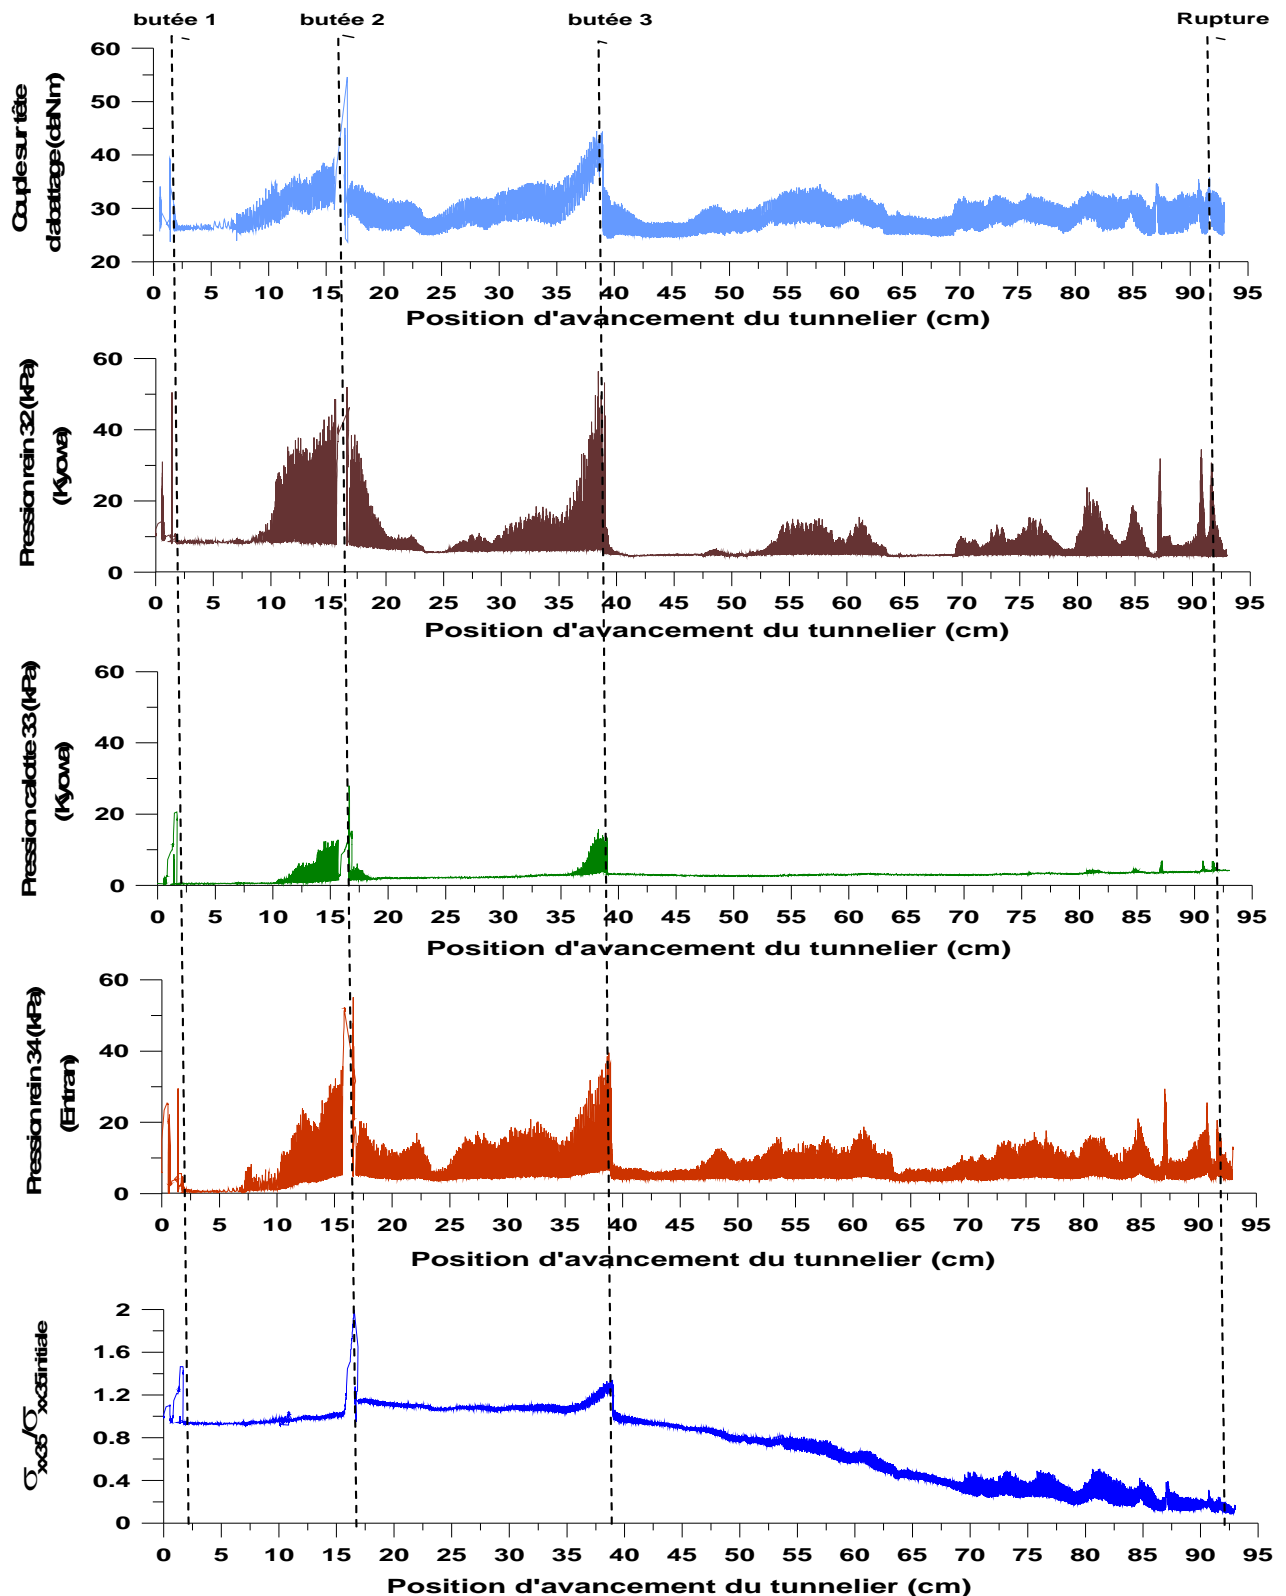 butée 1 butée 2 butée 3 Rupture
Couple sur tête
d'abattage (daNm)
60
50
40
30
20
0 5 10 15 20 25 30 35 40 45 50 55 60 65 70 75 80 85 90 95
Position d'avancement du tunnelier (cm)
Pression rein 32 (kPa)
(Kyowa)
60
40
20
0
0 5 10 15 20 25 30 35 40 45 50 55 60 65 70 75 80 85 90 95
Position d'avancement du tunnelier (cm)
Pression calotte 33 (kPa)
(Kyowa)
60
40
20
0
0 5 10 15 20 25 30 35 40 45 50 55 60 65 70 75 80 85 90 95
Position d'avancement du tunnelier (cm)
Pression rein 34 (kPa)
(Entran)
60
40
20
0
0 5 10 15 20 25 30 35 40 45 50 55 60 65 70 75 80 85 90 95
Position d'avancement du tunnelier (cm)
σxx35/σxx35initiale
2
1.6
1.2
0.8
0.4
0
0 5 10 15 20 25 30 35 40 45 50 55 60 65 70 75 80 85 90 95
Position d'avancement du tunnelier (cm)